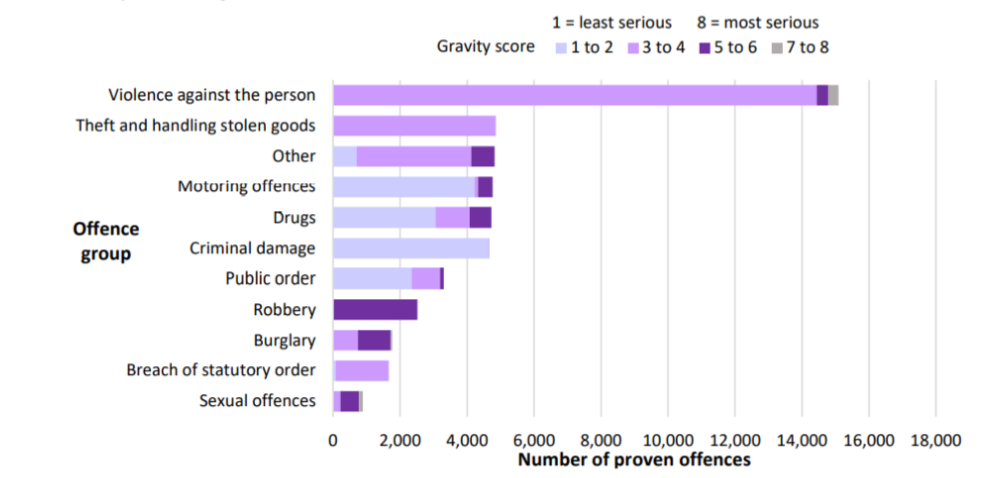 1 = least serious 8 = most serious
Gravity score 1 to 2 3 to 4 5 to 6 7 to 8
Violence against the person
Theft and handling stolen goods
Other
Motoring offences
Drugs
Offence
group
Criminal damage
Public order
Robbery
Burglary
Breach of statutory order
Sexual offences
0 2,000 4,000 6,000 8,000 10,000 12,000 14,000 16,000 18,000
Number of proven offences